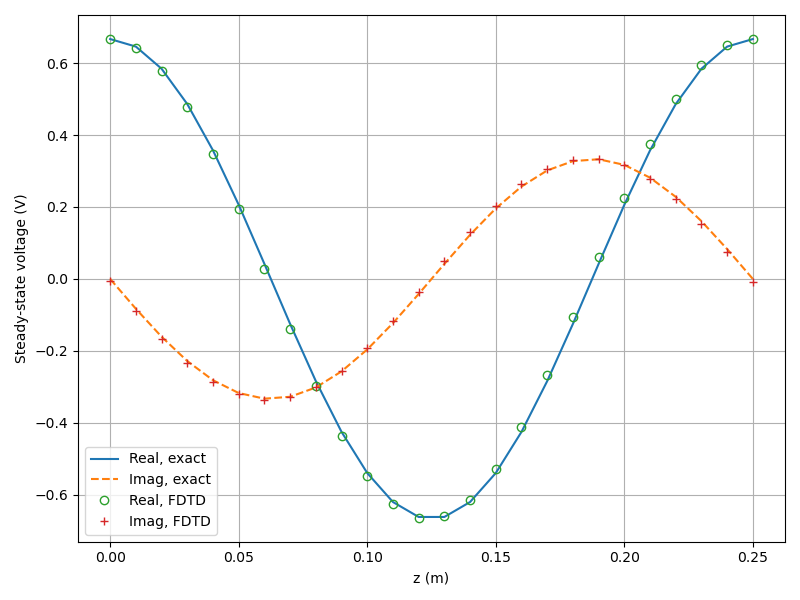 0.6
0.4
0.2
0.0
−0.2
−0.4
−0.6
Steady-state voltage (V)
Real, exact
Imag, exact
Real, FDTD
Imag, FDTD
0.00 0.05 0.10 0.15 0.20 0.25
z (m)